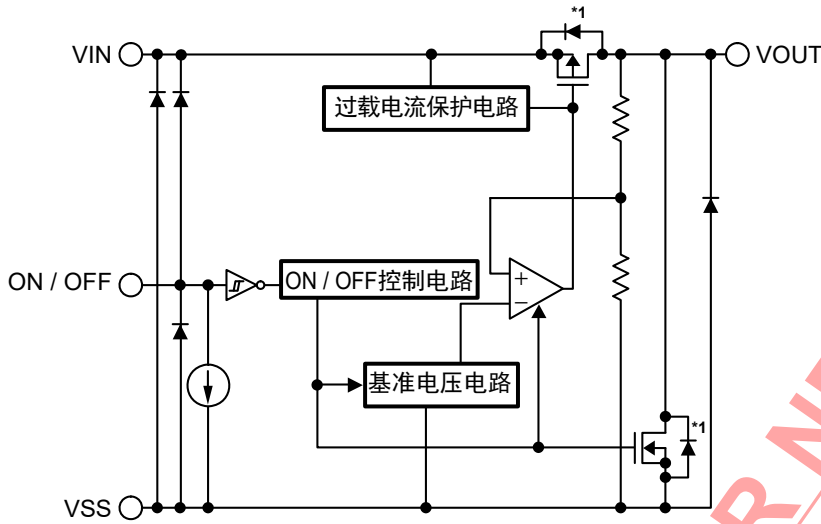 *1
VIN
VOUT
过载电流保护电路
ON / OFF
ON / OFF控制电路
+
−
基准电压电路
*1
VSS
R N